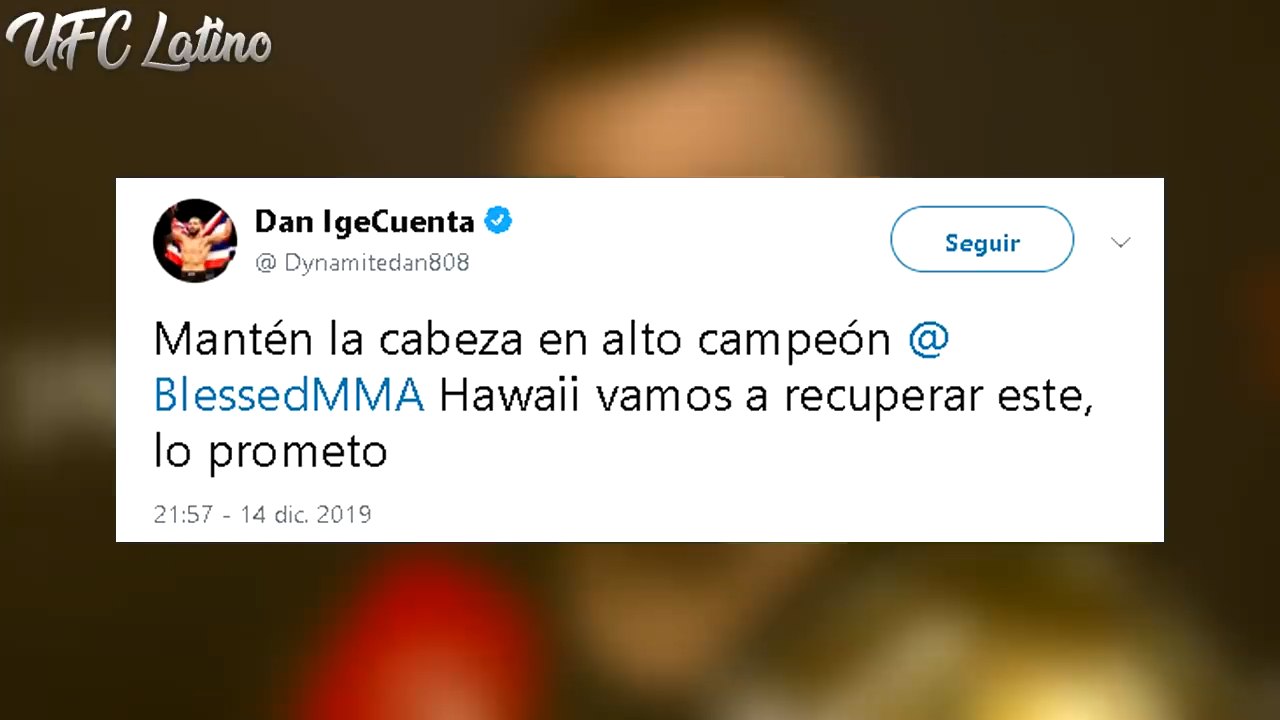 UFC Latino
Dan IgeCuenta
@ Dynamitedan808
Seguir
Mantén la cabeza en alto campeón @
BlessedMMA Hawaii vamos a recuperar este,
lo prometo
21:57 - 14 dic. 2019